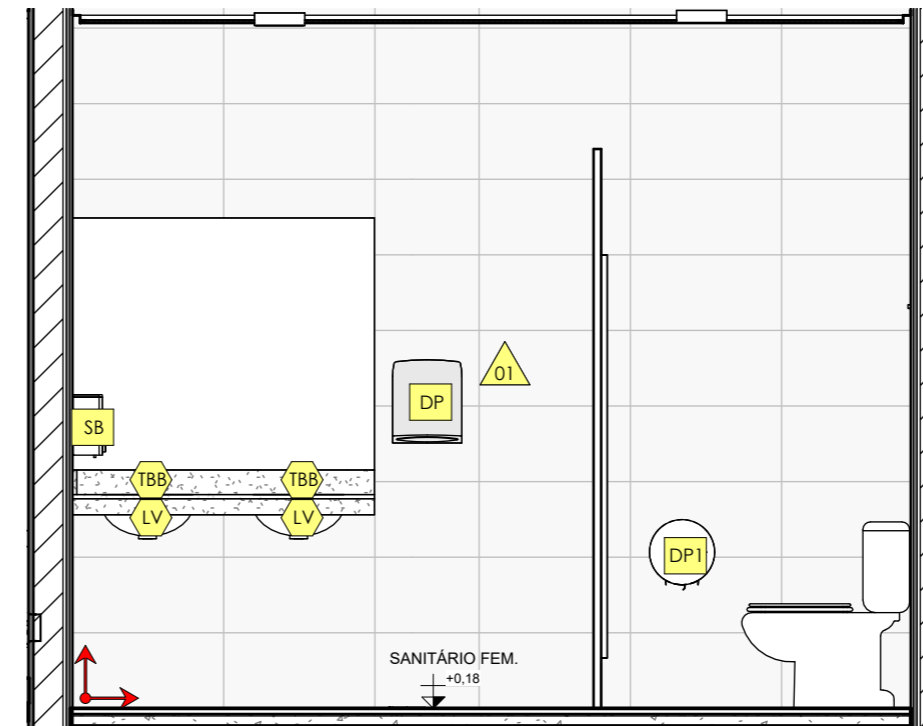 01
DP
SB
TBB TBB
LV LV
DP1
SANITÁRIO FEM.
+0,18